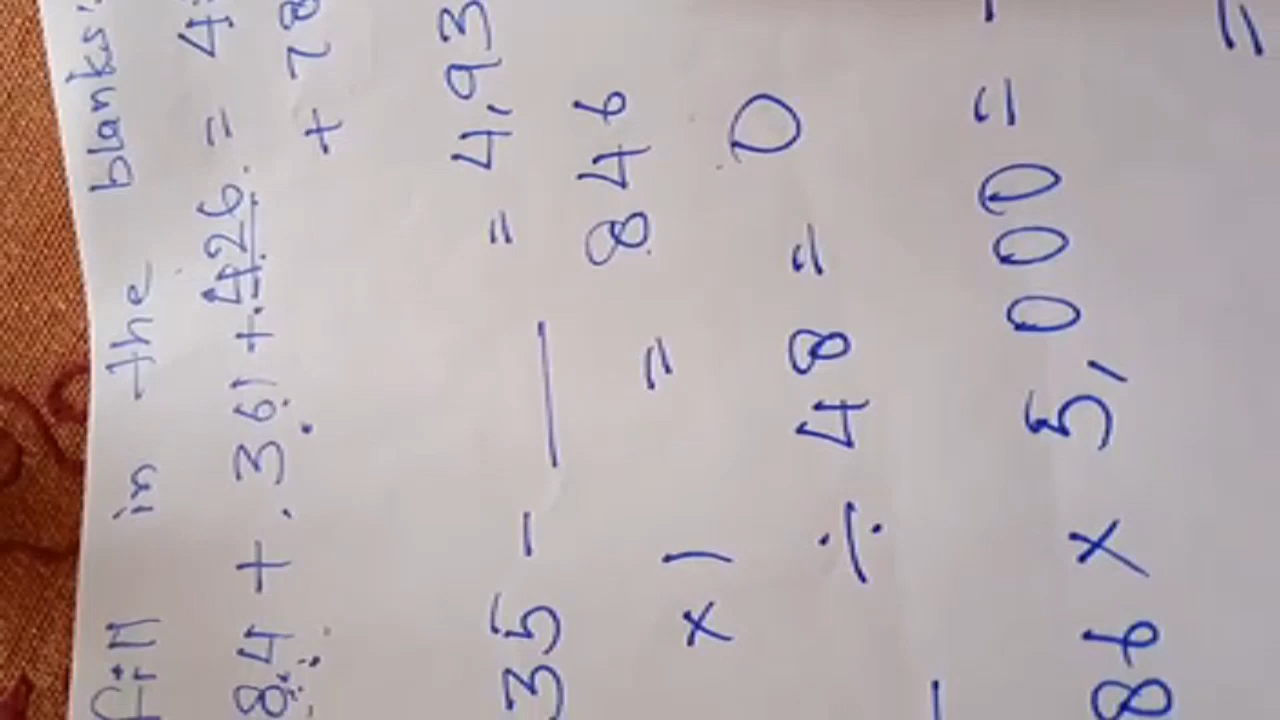 fill in the blanks:
84 + 361 + 426 = 4
+ 78
35 - ___ = 4,93
× 1 = 846
÷ 48 = 0
86 × 5,000 =
=